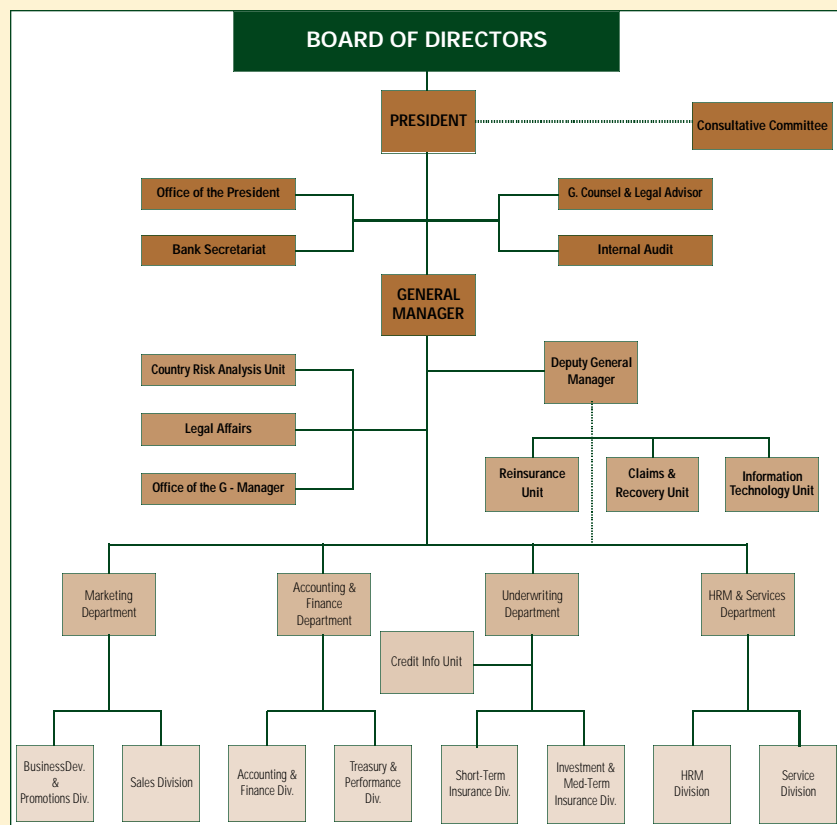 BOARD OF DIRECTORS
PRESIDENT
Consultative Committee
Office of the President
G. Counsel & Legal Advisor
Bank Secretariat
Internal Audit
GENERAL
MANAGER
Country Risk Analysis Unit
Deputy General
Manager
Legal Affairs
Office of the G - Manager
Reinsurance
Unit
Claims &
Recovery Unit
Information
Technology Unit
Marketing
Department
Accounting &
Finance
Department
Underwriting
Department
HRM & Services
Department
Credit Info Unit
BusinessDev.
&
Promotions Div.
Sales Division
Accounting &
Finance Div.
Treasury &
Performance
Div.
Short-Term
Insurance Div.
Investment &
Med-Term
Insurance Div.
HRM
Division
Service
Division